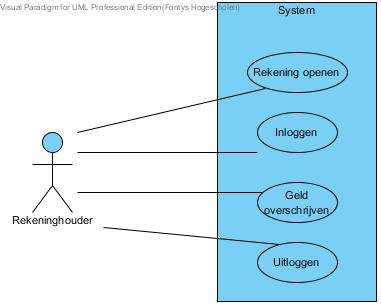 Visual Paradigm for UML Professional Edition(Fontys Hogescholen)
System
Rekening openen
Inloggen
Geld
overschrijven
Uitloggen
Rekeninghouder